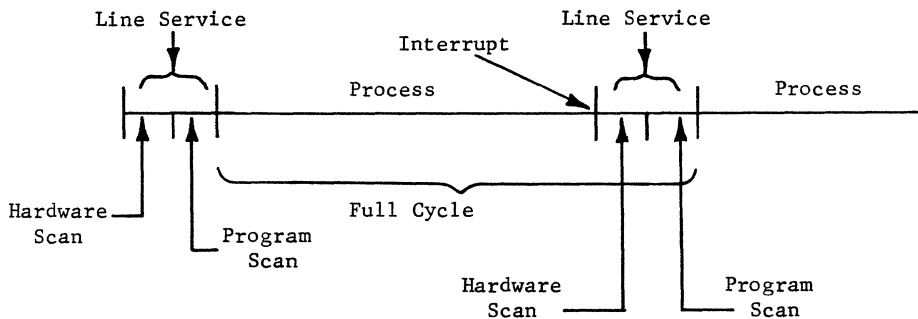 Line Service
Line Service
Interrupt
Process
Process
Full Cycle
Hardware
Scan
Program
Scan
Hardware
Scan
Program
Scan